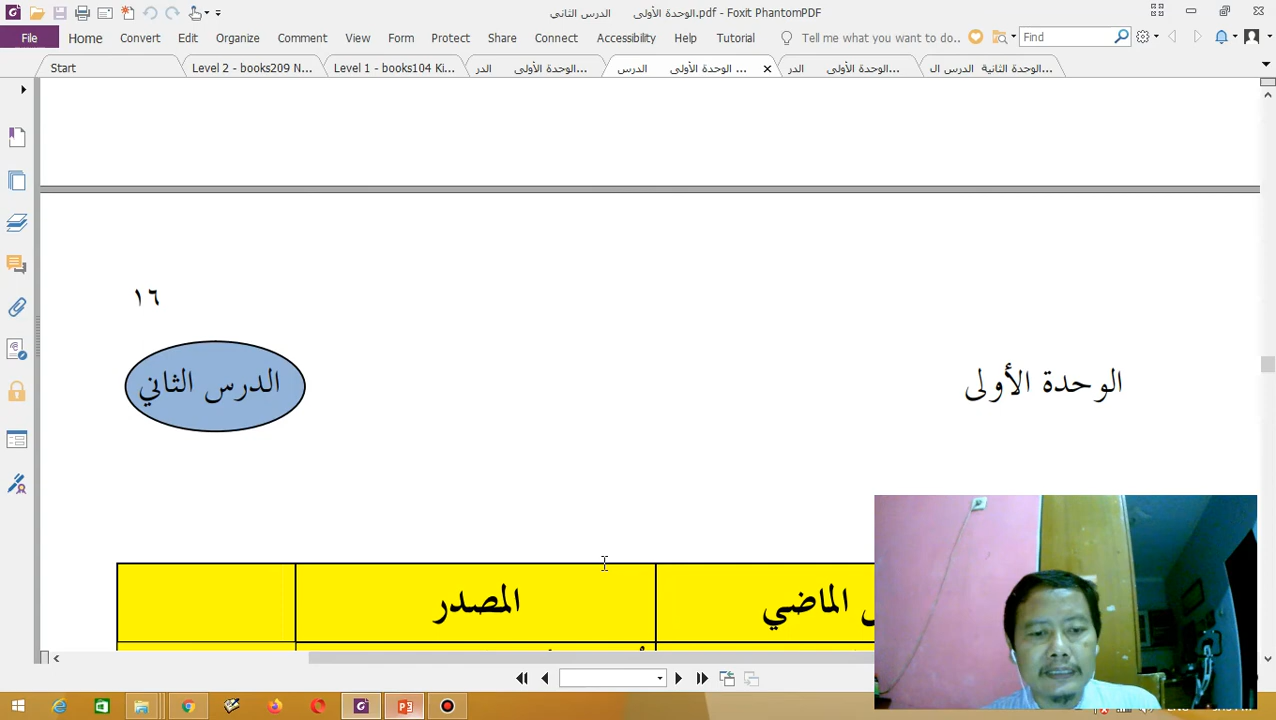 الوحدة الأولى	الدرس الثاني.pdf - Foxit PhantomPDF
File Home Convert Edit Organize Comment View Form Protect Share Connect Accessibility Help Tutorial Tell me what you want to do.. Find
Start
Level 2 - books209 N...
Level 1 - books104 Ki...
الوحدة الأولى الدر...
الوحدة الأولى الدرس ...
الوحدة الأولى الدر...
الوحدة الثانية الدرس ال...
١٦
الوحدة الأولى
الدرس الثاني
الماضي
المصدر
ENG